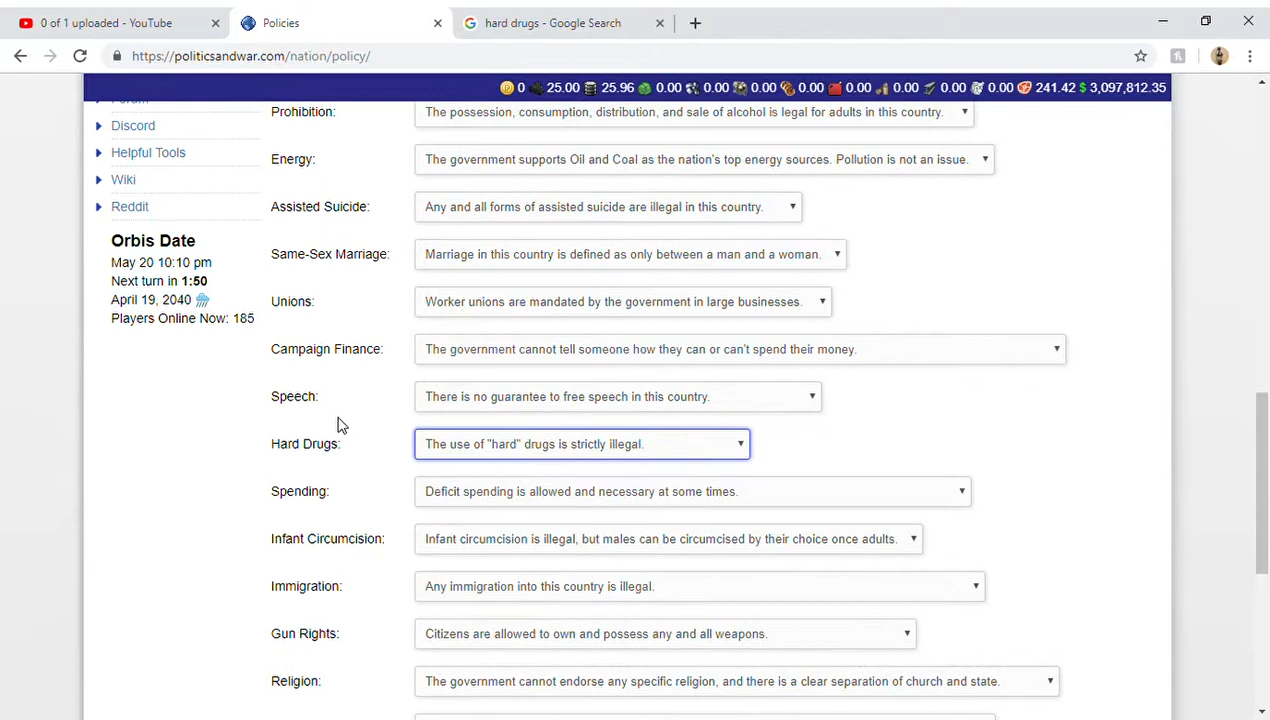 0 of 1 uploaded - YouTube
Policies
hard drugs - Google Search
https://politicsandwar.com/nation/policy/
0 25.00 25.96 0.00 0.00 0.00 0.00 0.00 0.00 0.00 0.00 241.42 $ 3,097,812.35
Discord
Helpful Tools
Wiki
Reddit
Orbis Date
May 20 10:10 pm
Next turn in 1:50
April 19, 2040
Players Online Now: 185
Prohibition: The possession, consumption, distribution, and sale of alcohol is legal for adults in this country.
Energy: The government supports Oil and Coal as the nation's top energy sources. Pollution is not an issue.
Assisted Suicide: Any and all forms of assisted suicide are illegal in this country.
Same-Sex Marriage: Marriage in this country is defined as only between a man and a woman.
Unions: Worker unions are mandated by the government in large businesses.
Campaign Finance: The government cannot tell someone how they can or can't spend their money.
Speech: There is no guarantee to free speech in this country.
Hard Drugs: The use of "hard" drugs is strictly illegal.
Spending: Deficit spending is allowed and necessary at some times.
Infant Circumcision: Infant circumcision is illegal, but males can be circumcised by their choice once adults.
Immigration: Any immigration into this country is illegal.
Gun Rights: Citizens are allowed to own and possess any and all weapons.
Religion: The government cannot endorse any specific religion, and there is a clear separation of church and state.